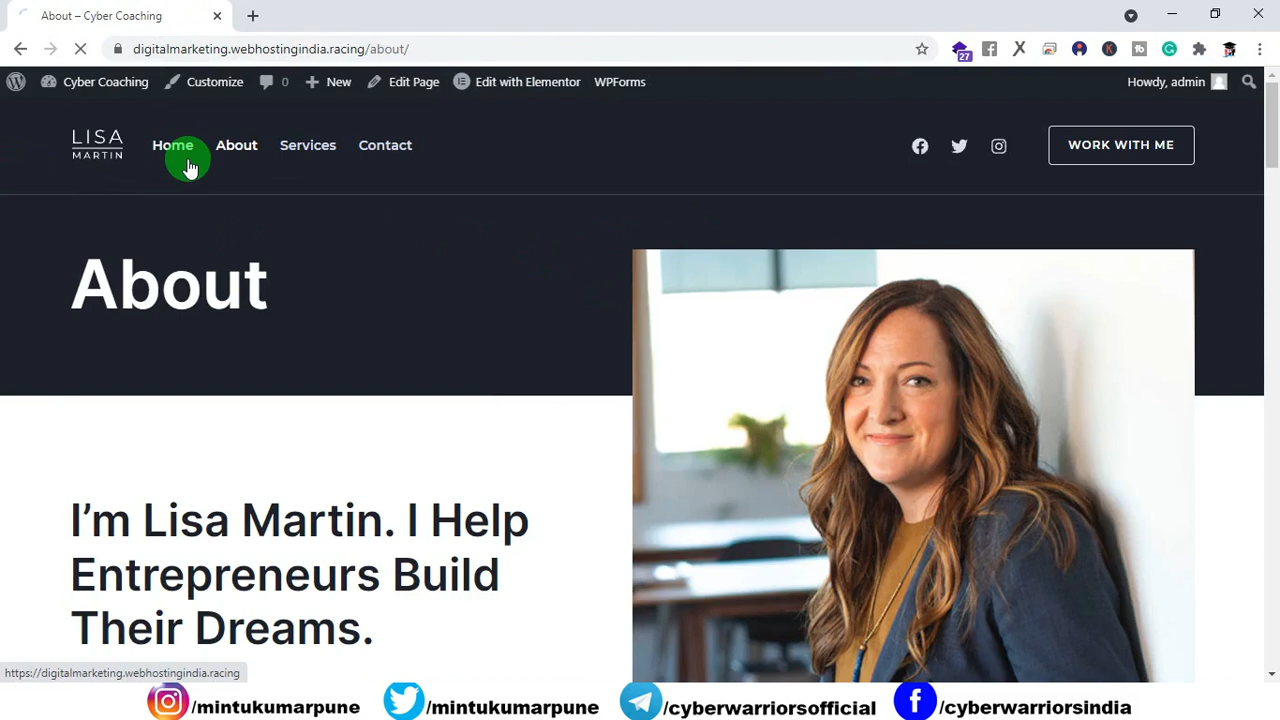 About – Cyber Coaching
digitalmarketing.webhostingindia.racing/about/
27
Cyber Coaching Customize 0 New Edit Page Edit with Elementor WPForms Howdy, admin
LISA
MARTIN
Home About Services Contact WORK WITH ME
About
I'm Lisa Martin. I Help
Entrepreneurs Build
Their Dreams.
https://digitalmarketing.webhostingindia.racing
/mintukumarpune /mintukumarpune /cyberwarriorsofficial /cyberwarriorsindia